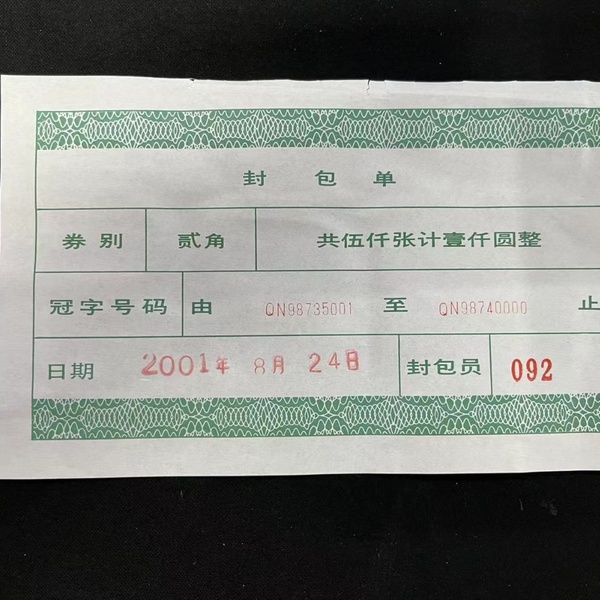 封包单
券别 贰角 共伍仟张计壹仟圆整
冠字号码 由 QN98735001 至 QN98740000 止
日期 2001年 8月 24日 封包员 092